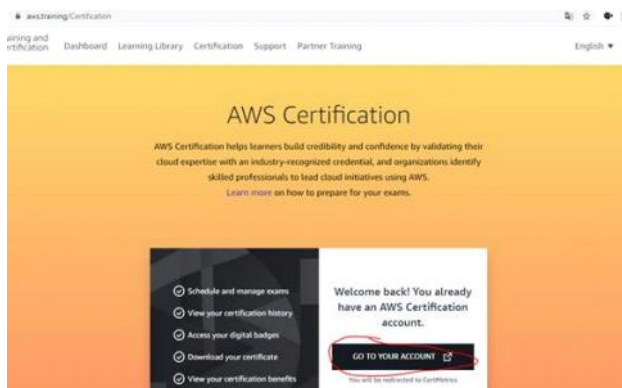 aws.training/Certification
aining and
ertification
Dashboard Learning Library Certification Support Partner Training
English
AWS Certification
AWS Certification helps learners build credibility and confidence by validating their
cloud expertise with an industry-recognized credential, and organizations identify
skilled professionals to lead cloud initiatives using AWS.
Learn more on how to prepare for your exams.
Schedule and manage exams
View your certification history
Access your digital badges
Download your certificate
View your certification benefits
Welcome back! You already
have an AWS Certification
account.
GO TO YOUR ACCOUNT
You will be redirected to CertMetrics